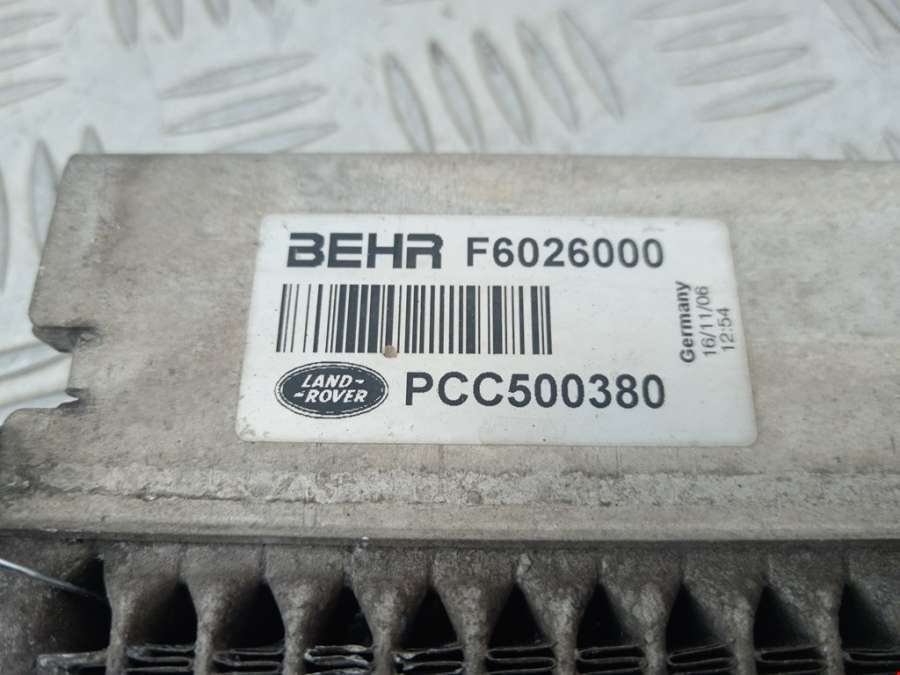 BEHR F6026000
LAND-
-ROVER
PCC500380
Germany
16/11/06
12:54